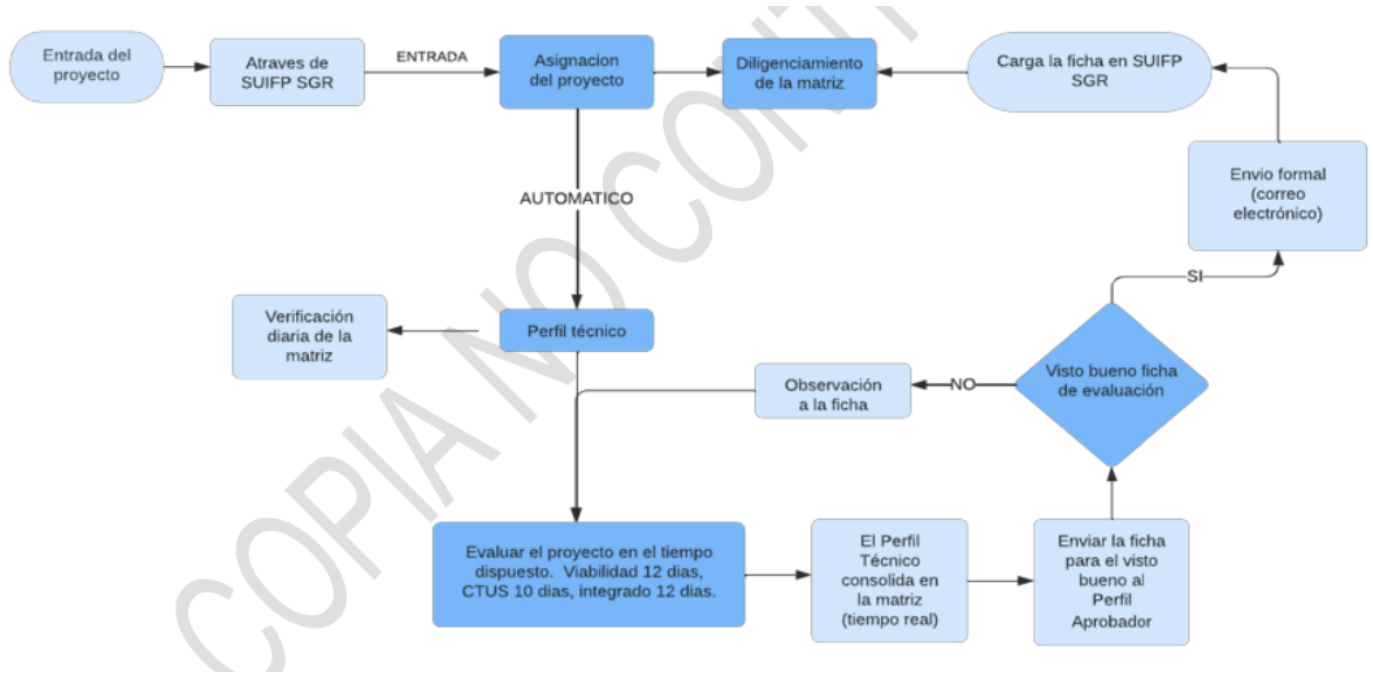 Entrada del
proyecto
Atraves de
SUIFP SGR
ENTRADA
Asignacion
del proyecto
Diligenciamiento
de la matriz
Carga la ficha en SUIFP
SGR
Envio formal
(correo
electrónico)
AUTOMATICO
SI
Verificación
diaria de la
matriz
Perfil técnico
Observación
a la ficha
NO
Visto bueno ficha
de evaluación
Evaluar el proyecto en el tiempo
dispuesto. Viabilidad 12 dias,
CTUS 10 dias, integrado 12 dias.
El Perfil
Técnico
consolida en
la matriz
(tiempo real)
Enviar la ficha
para el visto
bueno al
Perfil
Aprobador
COPIA NO